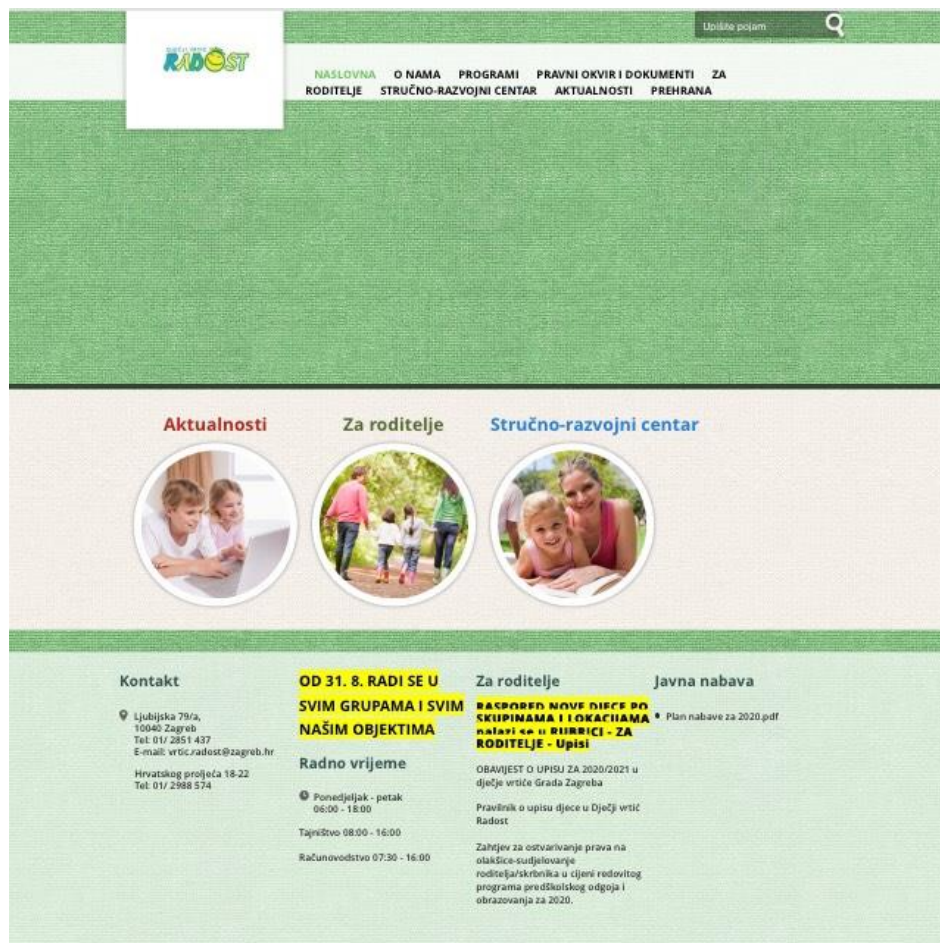 Upišite pojam
DJEČJI VRTIĆ
RADOST
NASLOVNA O NAMA PROGRAMI PRAVNI OKVIR I DOKUMENTI ZA
RODITELJE STRUČNO-RAZVOJNI CENTAR AKTUALNOSTI PREHRANA
Aktualnosti
Za roditelje
Stručno-razvojni centar
Kontakt
Ljubijska 79/a,
10040 Zagreb
Tel: 01/ 2851 437
E-mail: vrtic.radost@zagreb.hr
Hrvatskog proljeća 18-22
Tel: 01/ 2988 574
OD 31. 8. RADI SE U
SVIM GRUPAMA I SVIM
NAŠIM OBJEKTIMA
Radno vrijeme
Ponedjeljak - petak
06:00 - 18:00
Tajništvo 08:00 - 16:00
Računovodstvo 07:30 - 16:00
Za roditelje
RASPORED NOVE DJECE PO
SKUPINAMA I LOKACIJAMA
nalazi se u RUBRICI - ZA
RODITELJE - Upisi
OBAVIJEST O UPISU ZA 2020/2021 u
dječje vrtiće Grada Zagreba
Pravilnik o upisu djece u Dječji vrtić
Radost
Zahtjev za ostvarivanje prava na
olakšice-sudjelovanje
roditelja/skrbnika u cijeni redovitog
programa predškolskog odgoja i
obrazovanja za 2020.
Javna nabava
Plan nabave za 2020.pdf